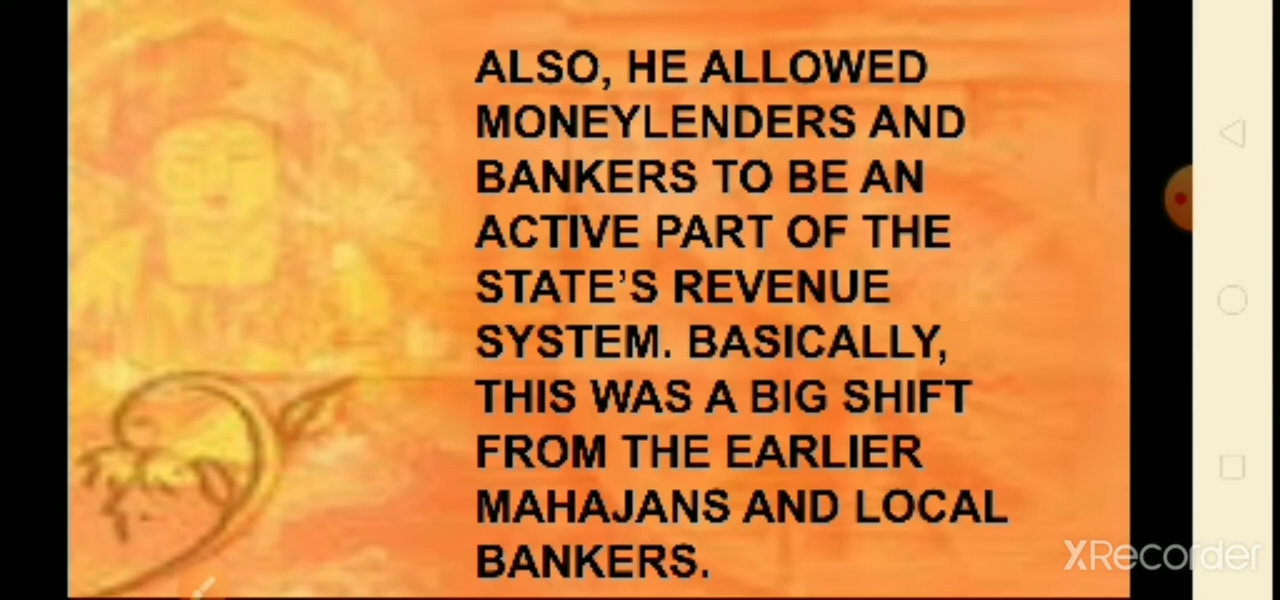 ALSO, HE ALLOWED
MONEYLENDERS AND
BANKERS TO BE AN
ACTIVE PART OF THE
STATE’S REVENUE
SYSTEM. BASICALLY,
THIS WAS A BIG SHIFT
FROM THE EARLIER
MAHAJANS AND LOCAL
BANKERS.
XRecorder